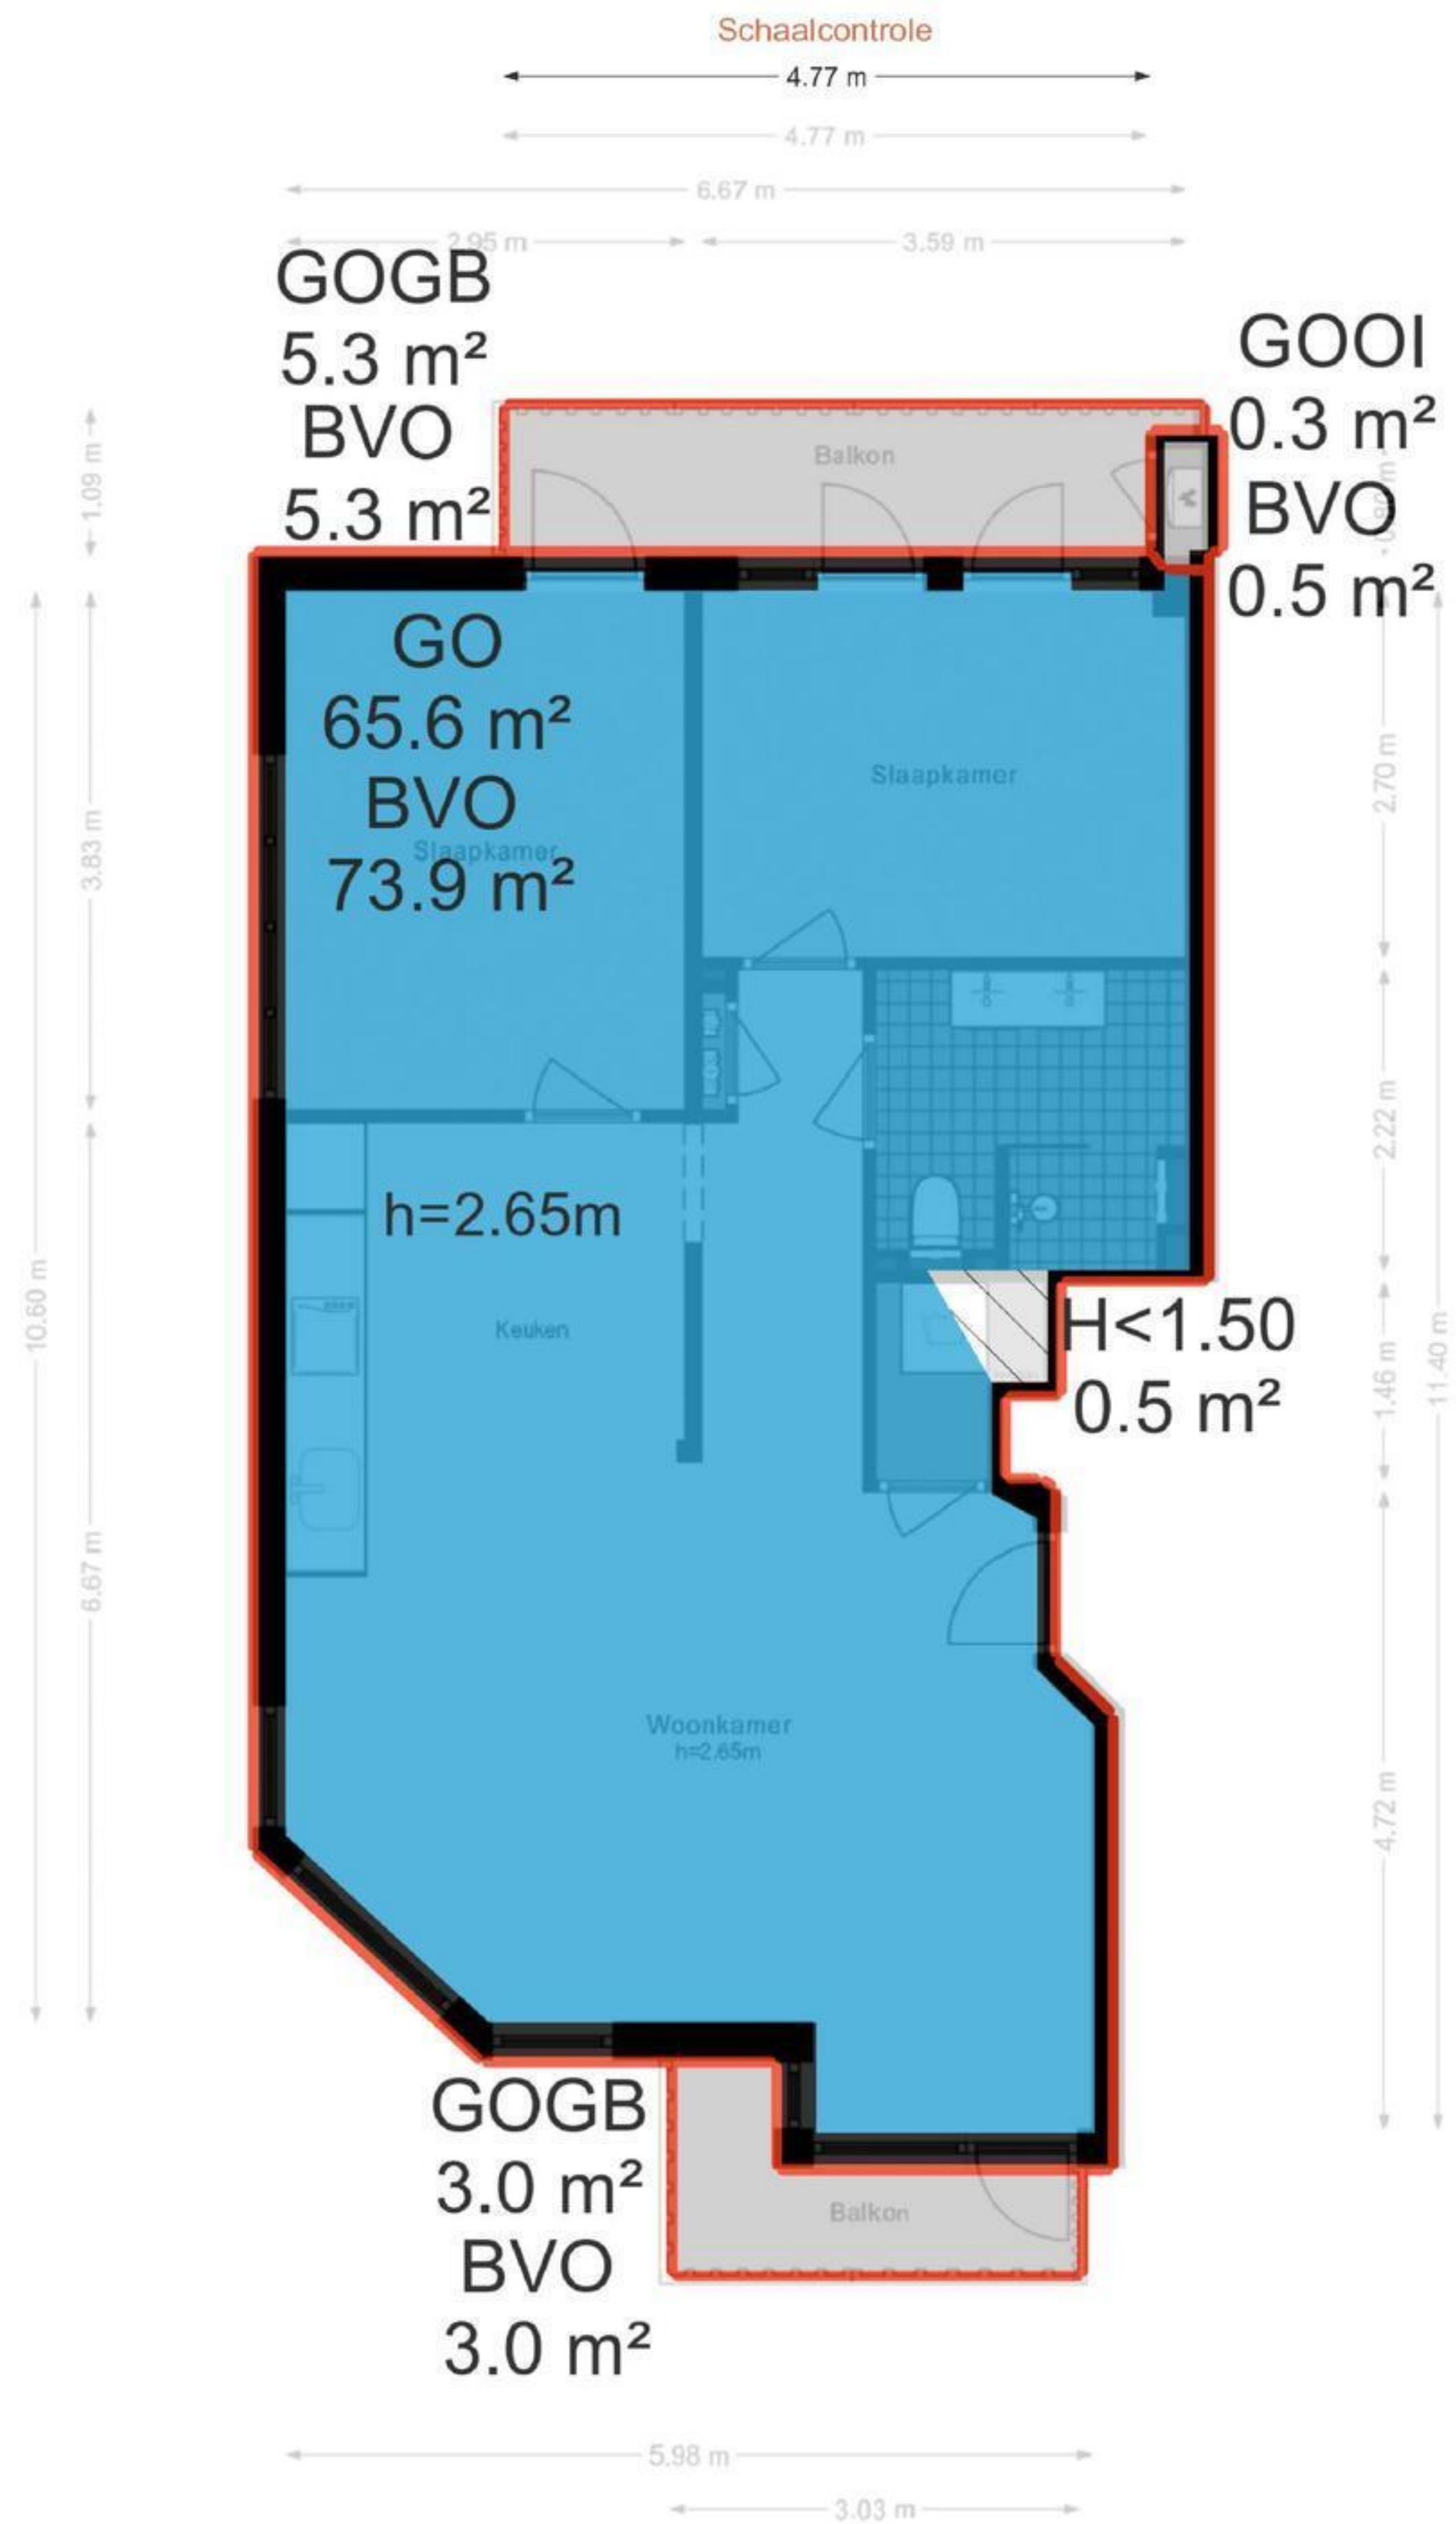 Schaalcontrole
4.77 m
4.77 m
6.67 m
2.95 m
3.59 m
GOGB
5.3 m²
BVO
5.3 m²
GOOI
0.3 m²
BVO
0.5 m²
Balkon
1.09 m
GO
65.6 m²
BVO
73.9 m²
Slaapkamer
Slaapkamer
2.70 m
3.83 m
h=2.65m
2.22 m
Keuken
H<1.50
0.5 m²
10.60 m
1.46 m
11.40 m
6.67 m
Woonkamer
h=2.65m
4.72 m
GOGB
3.0 m²
BVO
3.0 m²
Balkon
5.98 m
3.03 m